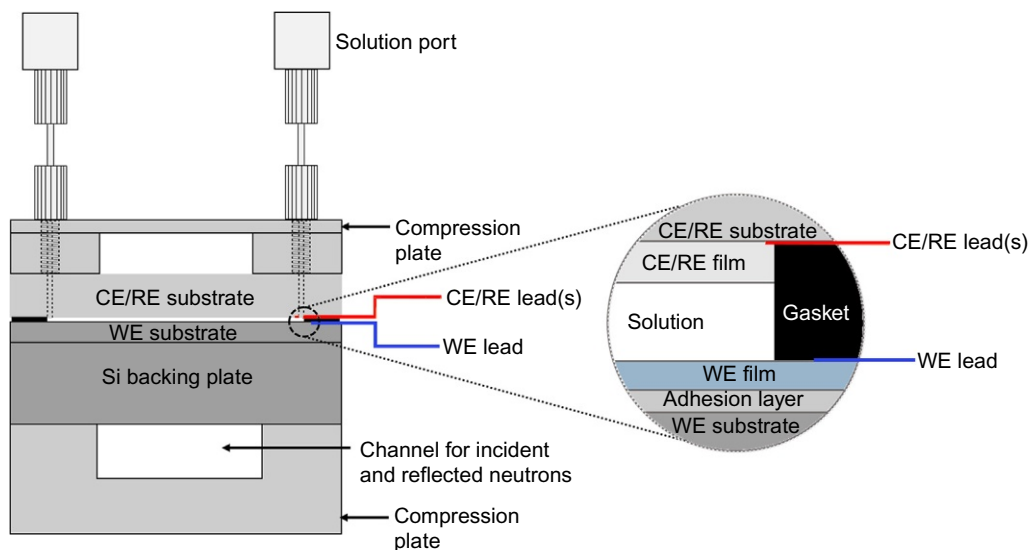 Solution port
Compression
plate
CE/RE substrate
CE/RE lead(s)
WE substrate
WE lead
Si backing plate
Channel for incident
and reflected neutrons
Compression
plate
CE/RE substrate
CE/RE lead(s)
CE/RE film
Solution
Gasket
WE lead
WE film
Adhesion layer
WE substrate